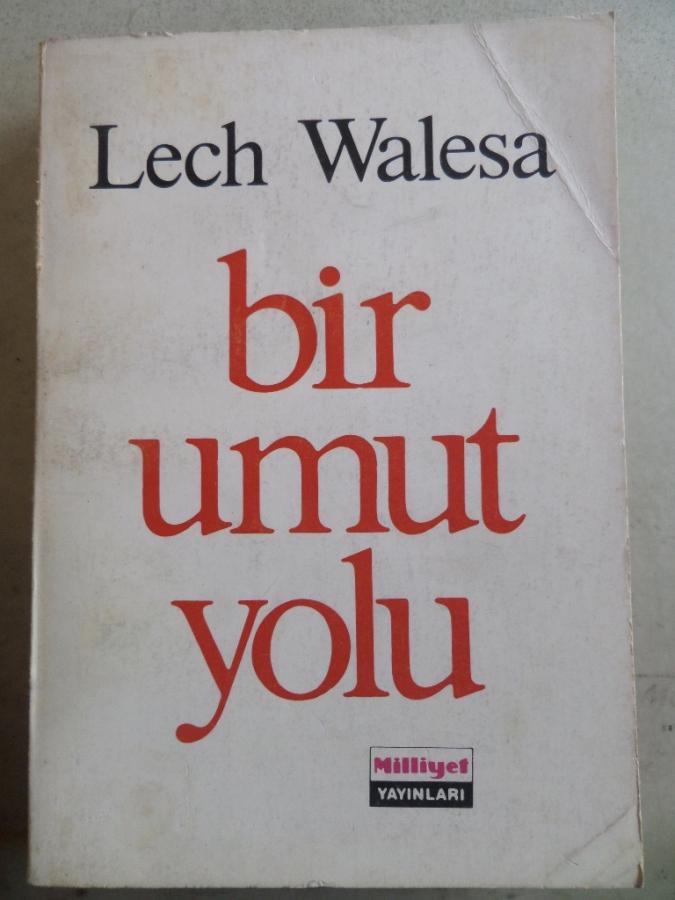 Lech Walesa
bir
umut
yolu
Milliyet
YAYINLARI